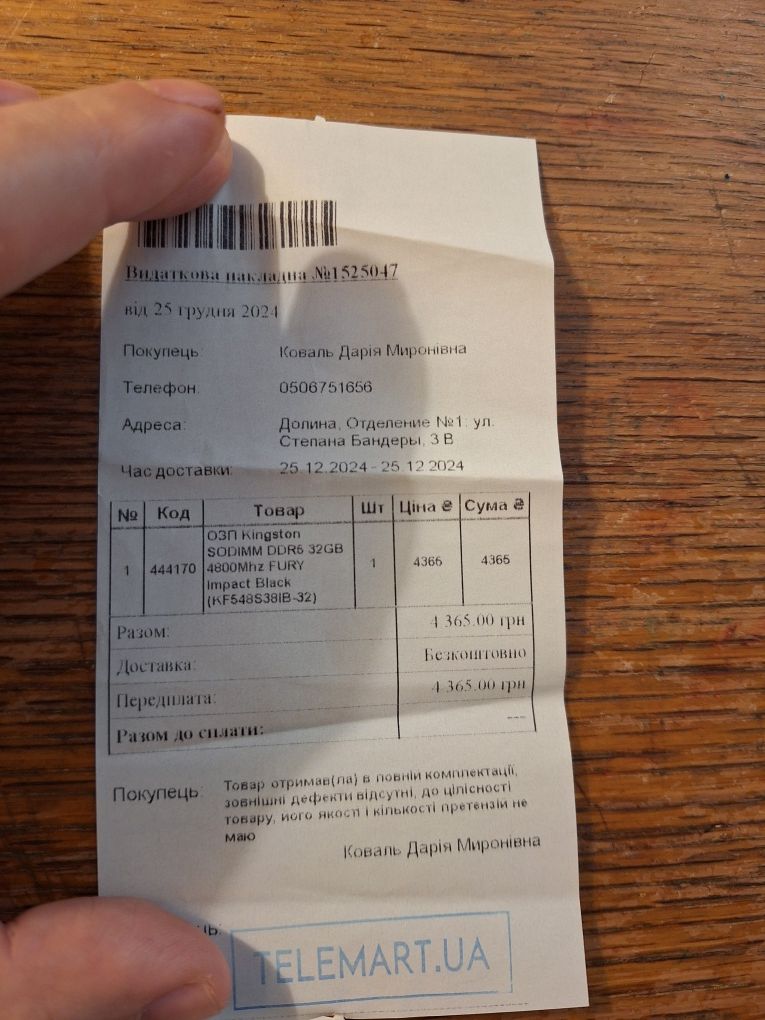 Видаткова накладна №1525047
від 25 грудня 2024
Покупець: Коваль Дарія Миронівна
Телефон: 0506751656
Адреса: Долина, Отделение №1: ул.
Степана Бандеры, 3 В
Час доставки: 25.12.2024 - 25.12.2024
№ Код Товар Шт Ціна ₴ Сума ₴
1 444170 ОЗП Kingston SODIMM DDR5 32GB 4800Mhz FURY Impact Black (KF548S38IB-32) 1 4365 4365
Разом: 4 365.00 грн
Доставка: Безкоштовно
Передплата: 4 365.00 грн
Разом до сплати: ---
Покупець: Товар отримав(ла) в повній комплектації,
зовнішні дефекти відсутні, до цілісності
товару, його якості і кількості претензій не
маю
Коваль Дарія Миронівна
TELEMART.UA